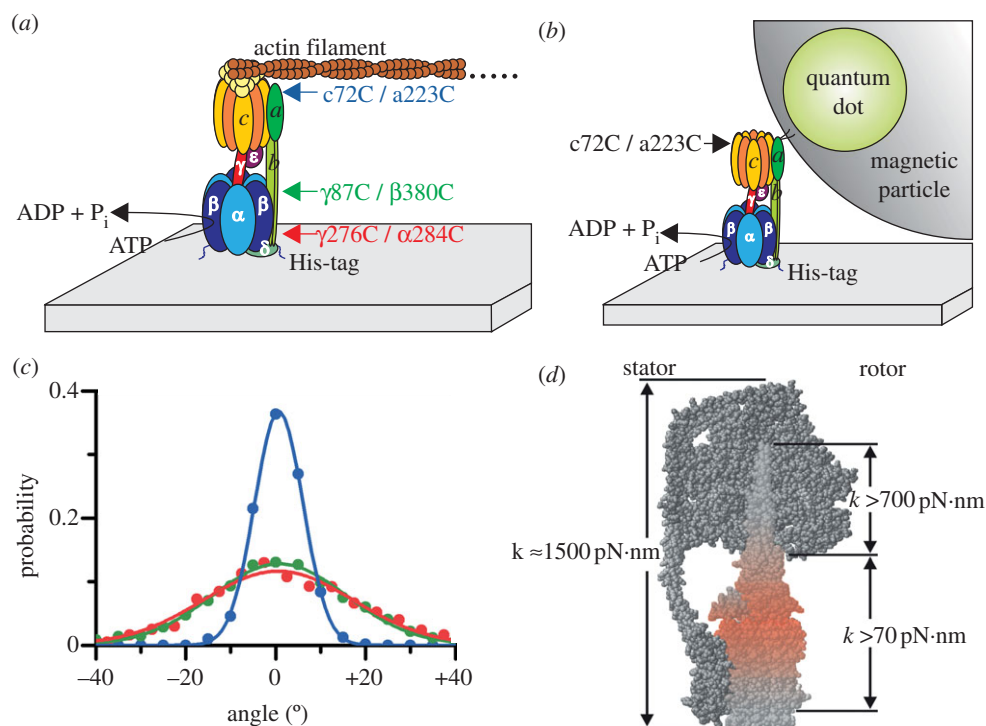 (a)
actin filament
c72C / a223C
c
a
γ
ε
b
γ87C / β380C
β
α
β
ADP + Pi
ATP
γ276C / α284C
δ
His-tag
(b)
quantum
dot
c72C / a223C
c
a
magnetic
particle
γ
ε
b
β
α
β
ADP + Pi
ATP
δ
His-tag
(c)
0.4
0.2
0
probability
−40
−20
0
+20
+40
angle (º)
(d)
stator
rotor
k >700 pN·nm
k ≈1500 pN·nm
k >70 pN·nm